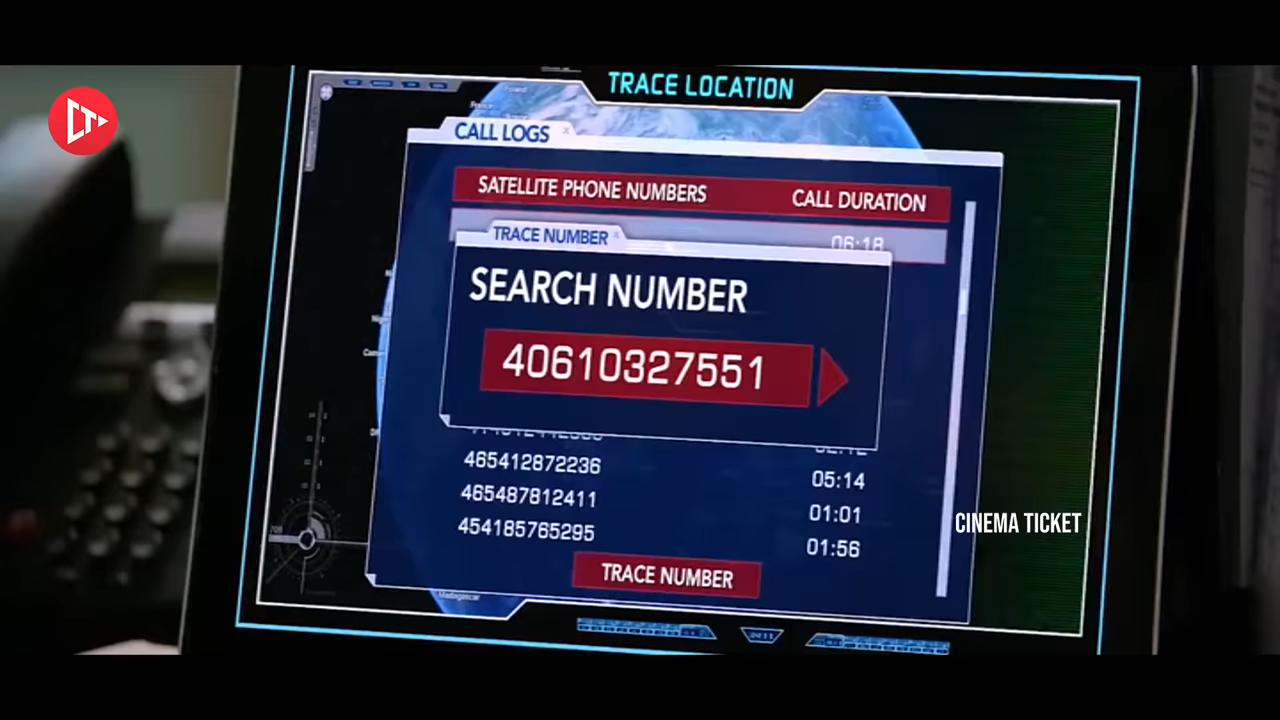 TRACE LOCATION
CALL LOGS
SATELLITE PHONE NUMBERS CALL DURATION
06:18
TRACE NUMBER
SEARCH NUMBER
40610327551
465412872236 05:14
465487812411 01:01
454185765295 01:56
CINEMA TICKET
TRACE NUMBER
Madagascar